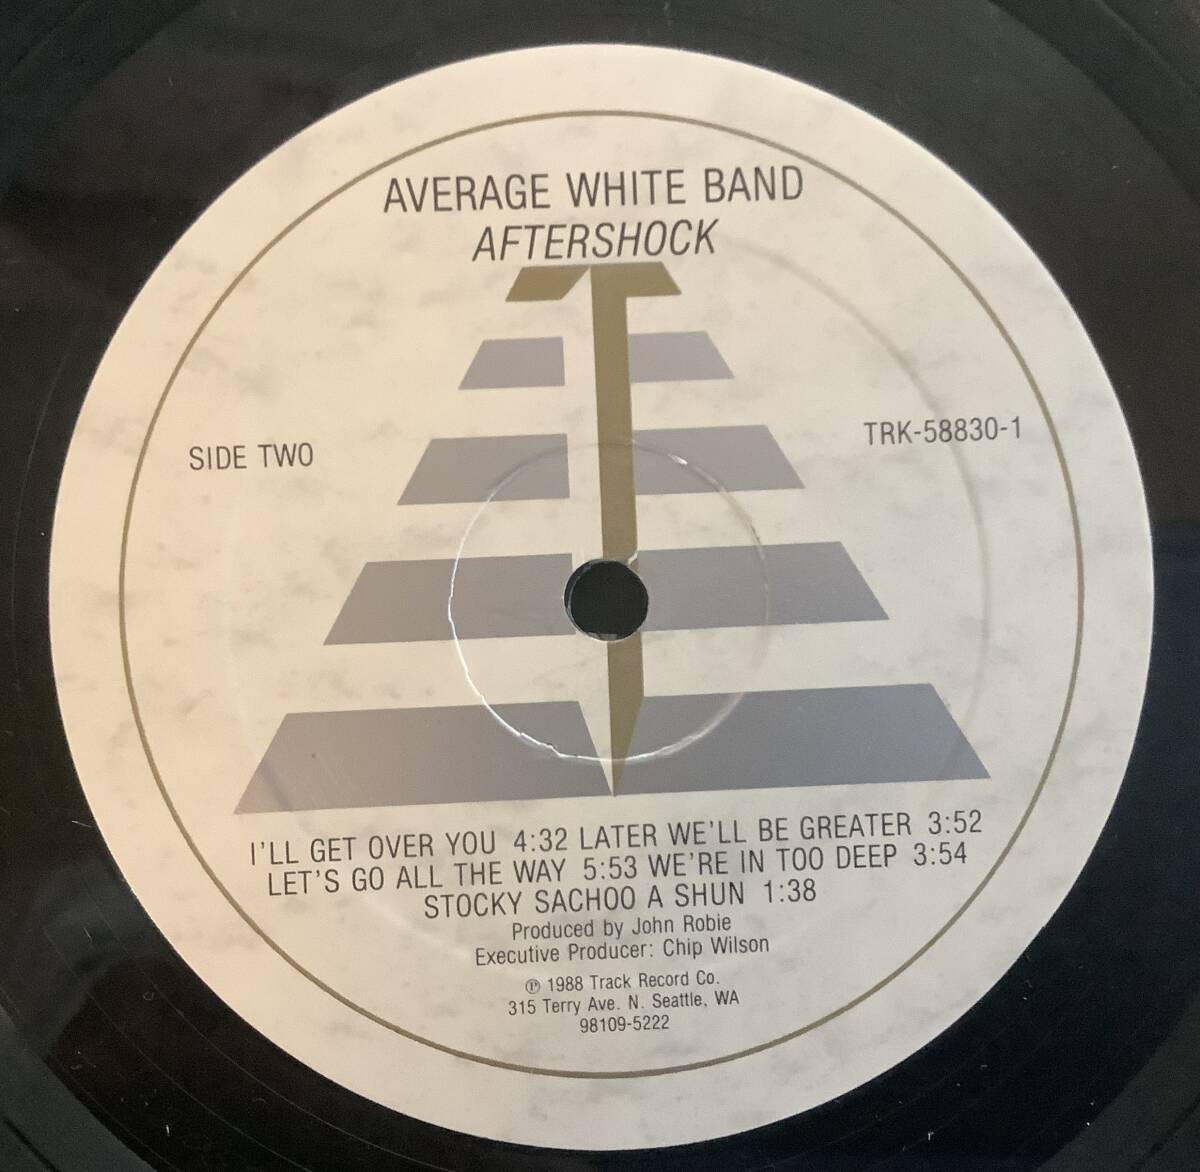 AVERAGE WHITE BAND
AFTERSHOCK
SIDE TWO
TRK-58830-1
I'LL GET OVER YOU 4:32 LATER WE'LL BE GREATER 3:52
LET'S GO ALL THE WAY 5:53 WE'RE IN TOO DEEP 3:54
STOCKY SACHOO A SHUN 1:38
Produced by John Robie
Executive Producer: Chip Wilson
℗ 1988 Track Record Co.
315 Terry Ave. N. Seattle, WA
98109-5222